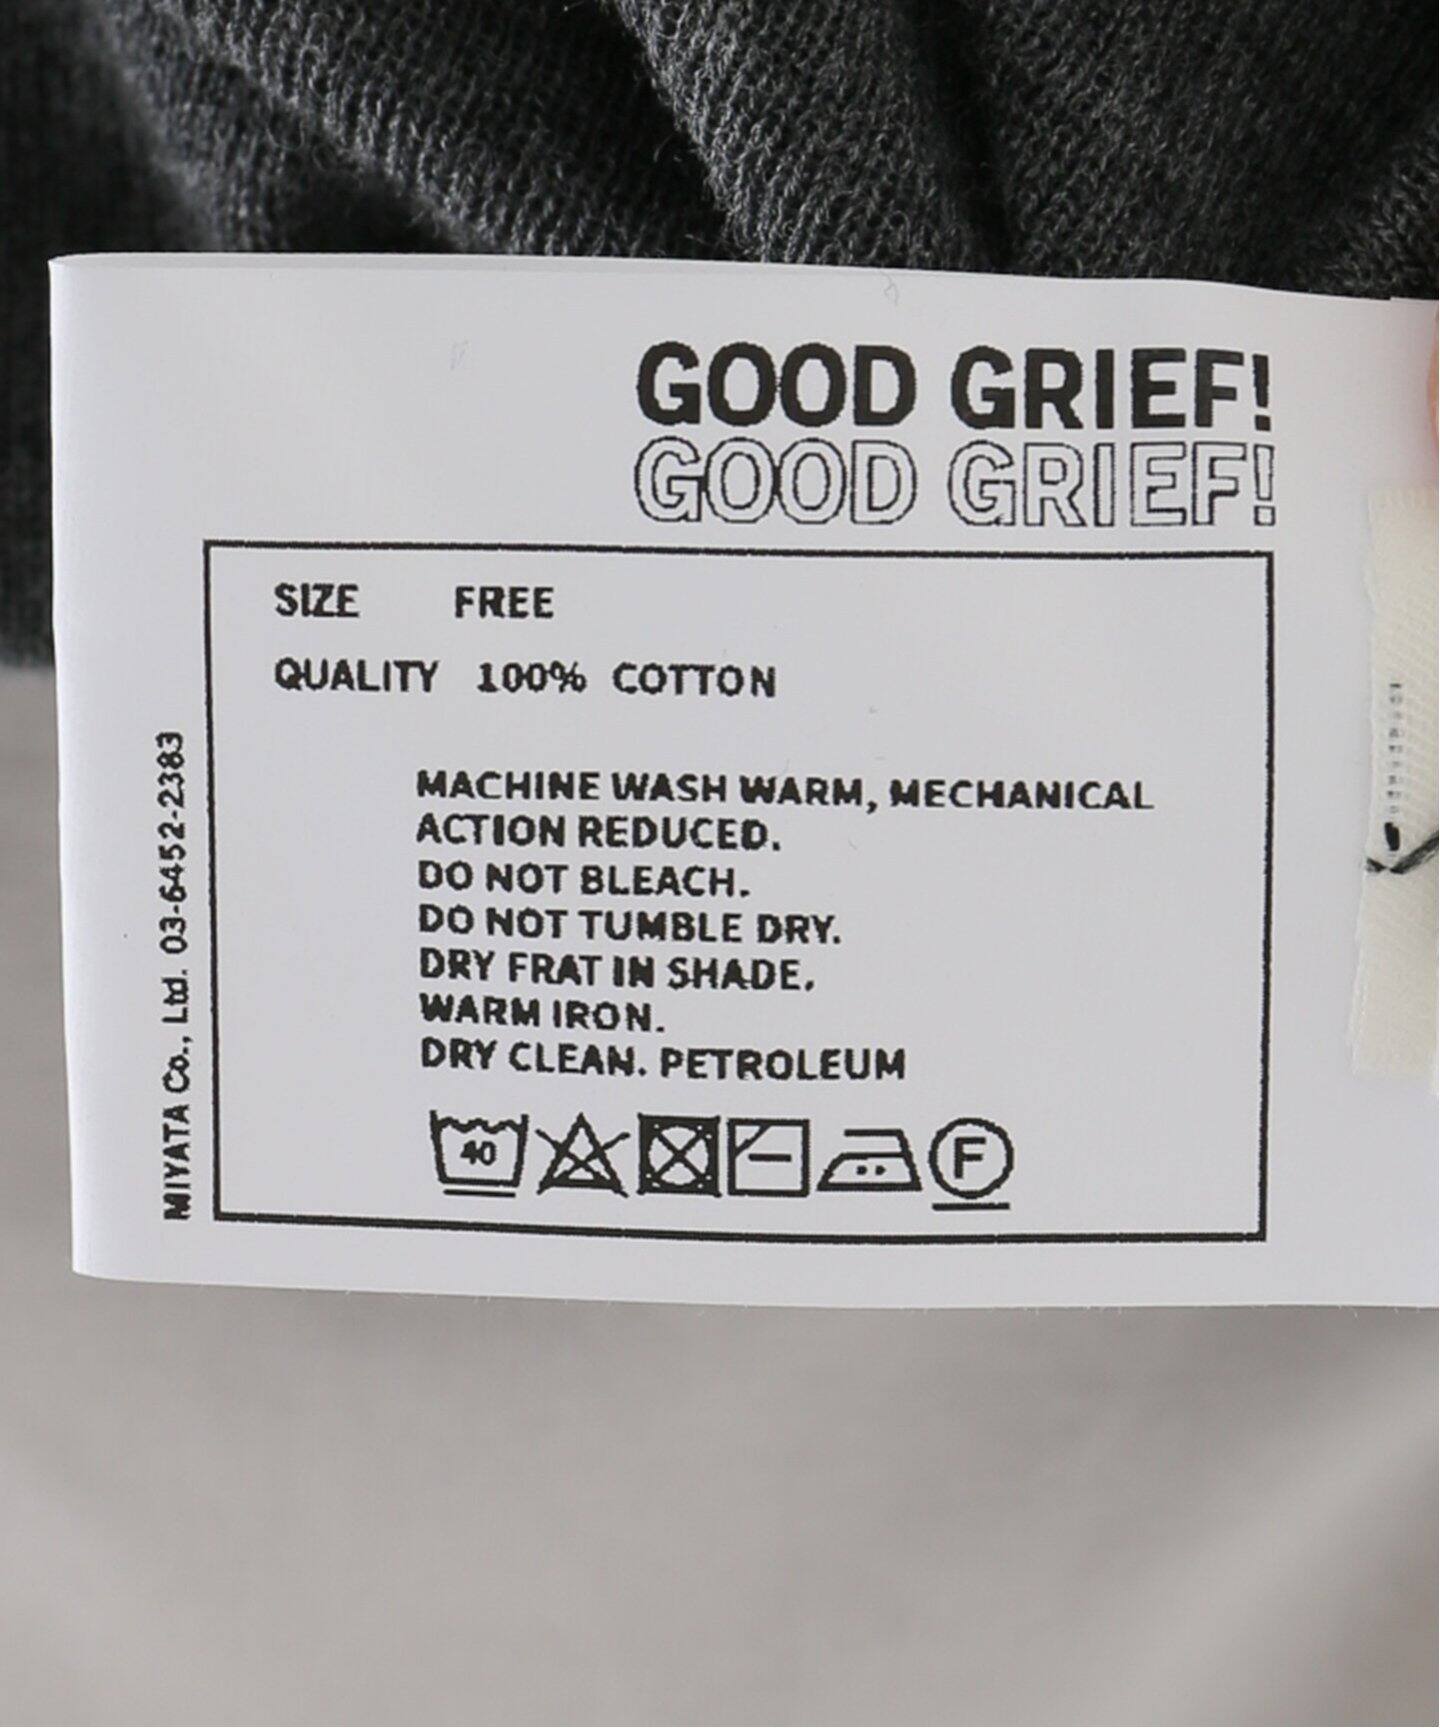 GOOD GRIEF!
GOOD GRIEF!
SIZE FREE
QUALITY 100% COTTON
MACHINE WASH WARM, MECHANICAL
ACTION REDUCED.
DO NOT BLEACH.
DO NOT TUMBLE DRY.
DRY FRAT IN SHADE.
WARM IRON.
DRY CLEAN. PETROLEUM
40
F
MIYATA Co., Ltd. 03-6452-2383